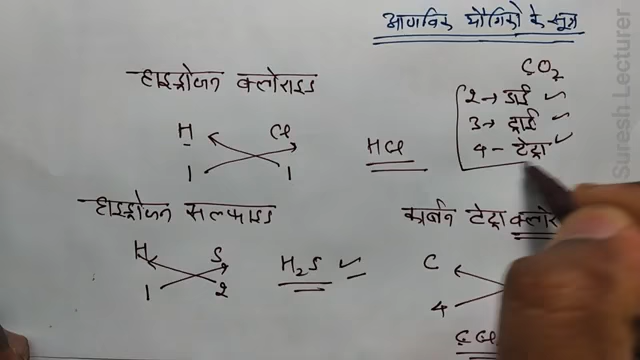 आणविक यौगिको के सूत्र
CO₂
हाइड्रोजन क्लोराइड
2 → डाई ✓
3 → ट्राई ✓
4 - टेट्रा ✓
H Cl
1 1
HCl
हाइड्रोजन सल्फाइड
H S
1 2
H₂S ✓
कार्बन टेट्रा
C
4
Suresh Lecturer